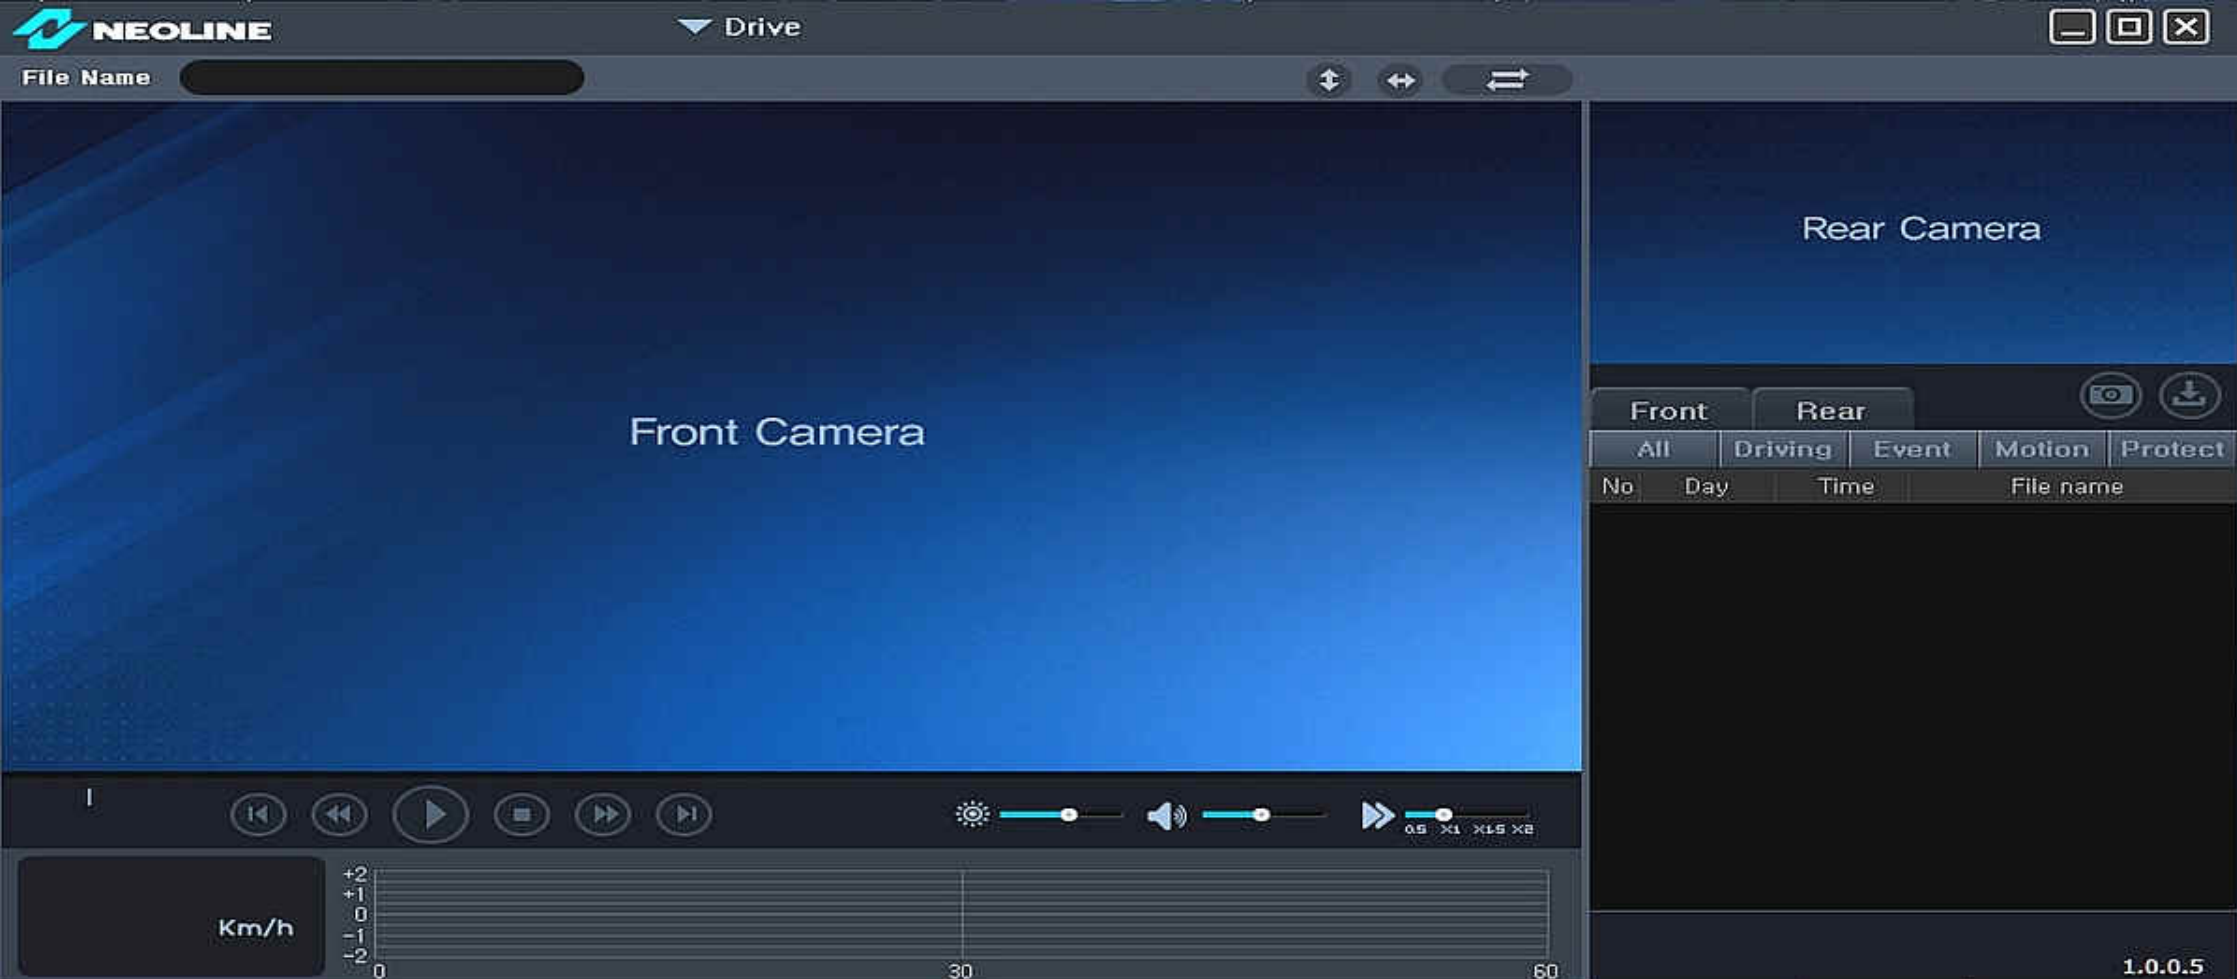 NEOLINE
Drive
File Name
Front Camera
Rear Camera
Front Rear
All Driving Event Motion Protect
No Day Time File name
0.5 X1 X1.5 X2
Km/h
+2
+1
0
-1
-2
0 30 60
1.0.0.5